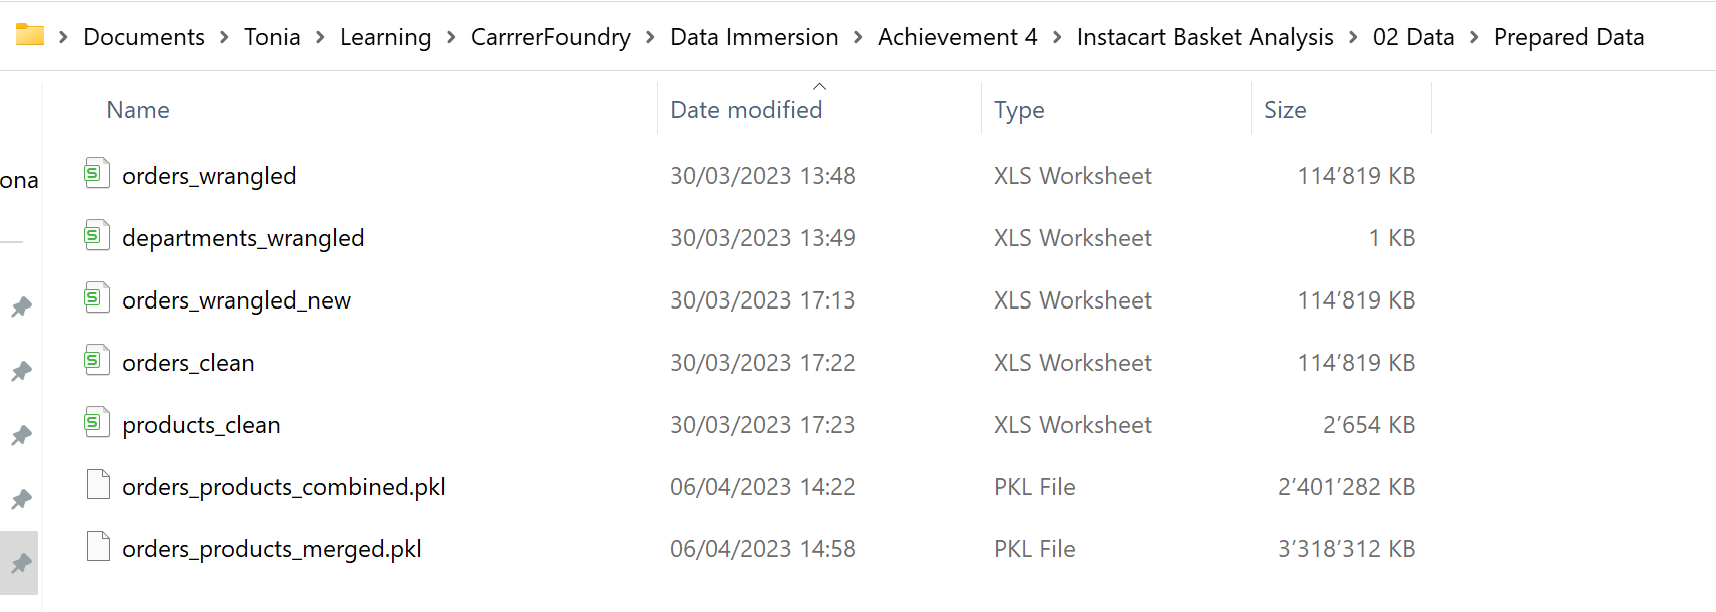 Documents > Tonia > Learning > CarrrerFoundry > Data Immersion > Achievement 4 > Instacart Basket Analysis > 02 Data > Prepared Data
Name Date modified Type Size
ona
orders_wrangled 30/03/2023 13:48 XLS Worksheet 114’819 KB
departments_wrangled 30/03/2023 13:49 XLS Worksheet 1 KB
orders_wrangled_new 30/03/2023 17:13 XLS Worksheet 114’819 KB
orders_clean 30/03/2023 17:22 XLS Worksheet 114’819 KB
products_clean 30/03/2023 17:23 XLS Worksheet 2’654 KB
orders_products_combined.pkl 06/04/2023 14:22 PKL File 2’401’282 KB
orders_products_merged.pkl 06/04/2023 14:58 PKL File 3’318’312 KB